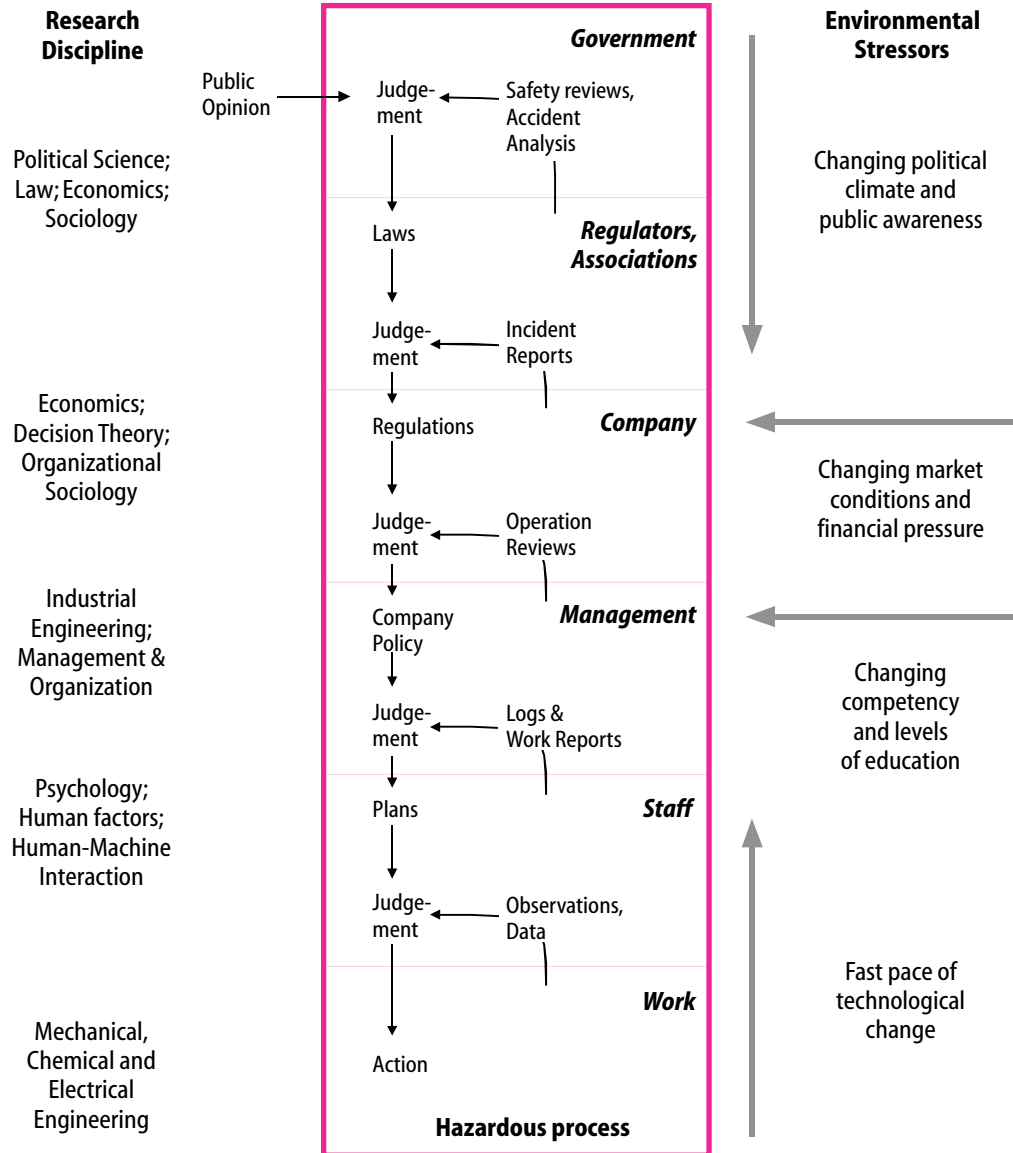 Research
Discipline
Political Science;
Law; Economics;
Sociology
Economics;
Decision Theory;
Organizational
Sociology
Industrial
Engineering;
Management &
Organization
Psychology;
Human factors;
Human-Machine
Interaction
Mechanical,
Chemical and
Electrical
Engineering
Public
Opinion
Government
Judge-
ment
Safety reviews,
Accident
Analysis
Laws
Regulators,
Associations
Judge-
ment
Incident
Reports
Regulations
Company
Judge-
ment
Operation
Reviews
Company
Policy
Management
Judge-
ment
Logs &
Work Reports
Plans
Staff
Judge-
ment
Observations,
Data
Work
Action
Hazardous process
Environmental
Stressors
Changing political
climate and
public awareness
Changing market
conditions and
financial pressure
Changing
competency
and levels
of education
Fast pace of
technological
change